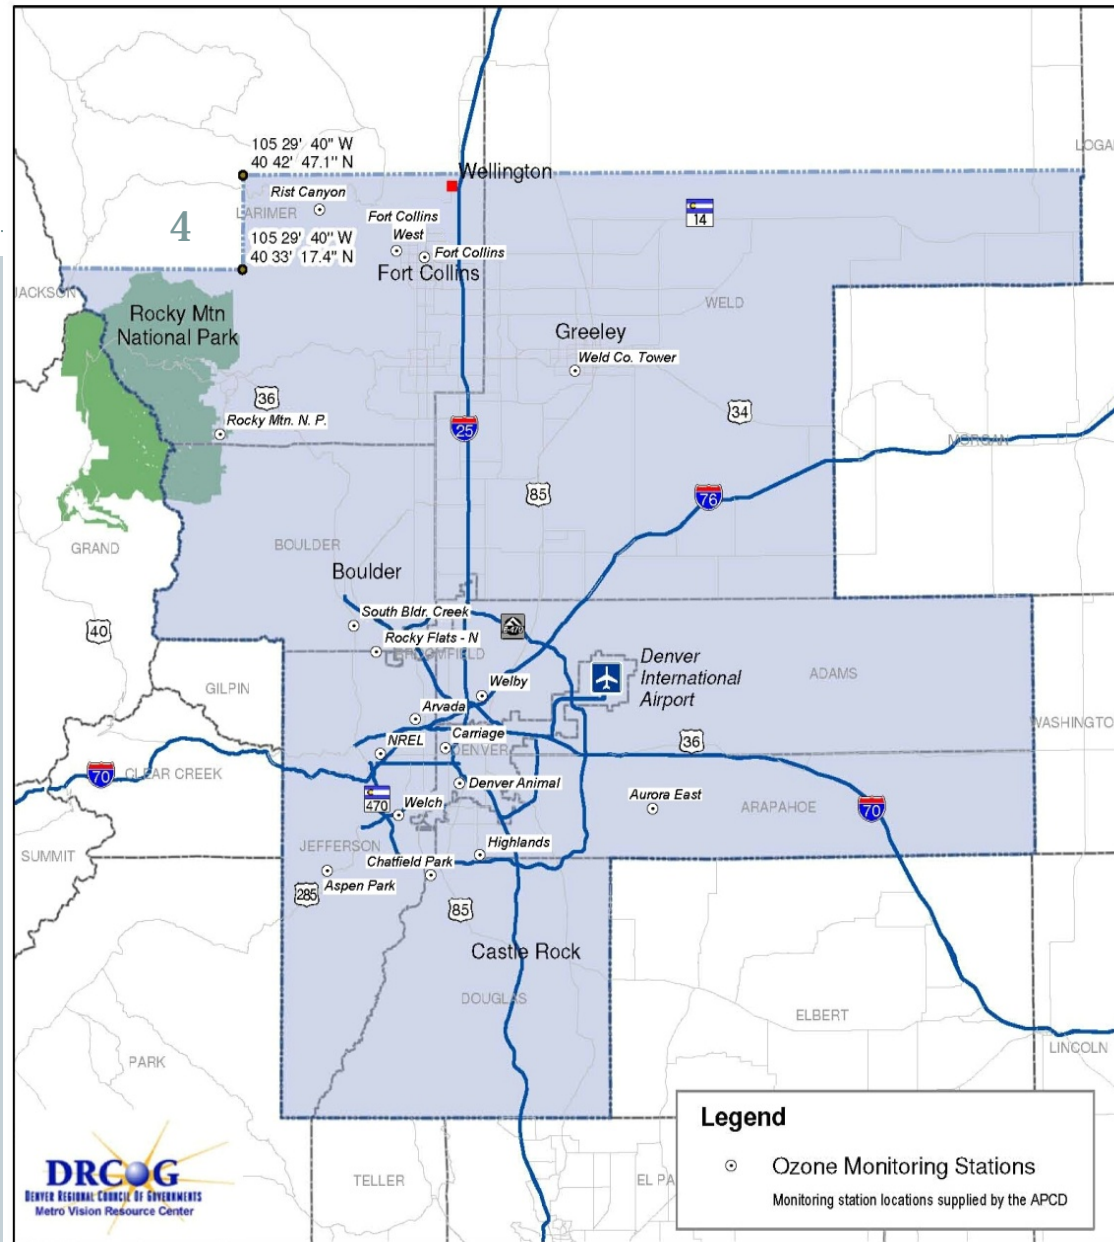 105 29' 40" W
40 42' 47.1" N
Wellington
Rist Canyon
LARIMER
14
4
Fort Collins
West
105 29' 40" W
40 33' 17.4" N
Fort Collins
Fort Collins
JACKSON
WELD
Rocky Mtn
National Park
Greeley
Weld Co. Tower
36
34
Rocky Mtn. N. P.
25
MORGAN
85
76
GRAND
BOULDER
Boulder
South Bldr. Creek
40
Rocky Flats - N
Denver
International
Airport
GILPIN
ADAMS
Welby
Arvada
WASHINGTON
Carriage
36
NREL
DENVER
70
CLEAR CREEK
Denver Animal
470
Welch
Aurora East
ARAPAHOE
70
SUMMIT
JEFFERSON
Highlands
Chatfield Park
Aspen Park
285
85
Castle Rock
DOUGLAS
ELBERT
LINCOLN
PARK
Legend
Ozone Monitoring Stations
Monitoring station locations supplied by the APCD
TELLER
EL PA
DRCOG
DENVER REGIONAL COUNCIL OF GOVERNMENTS
Metro Vision Resource Center